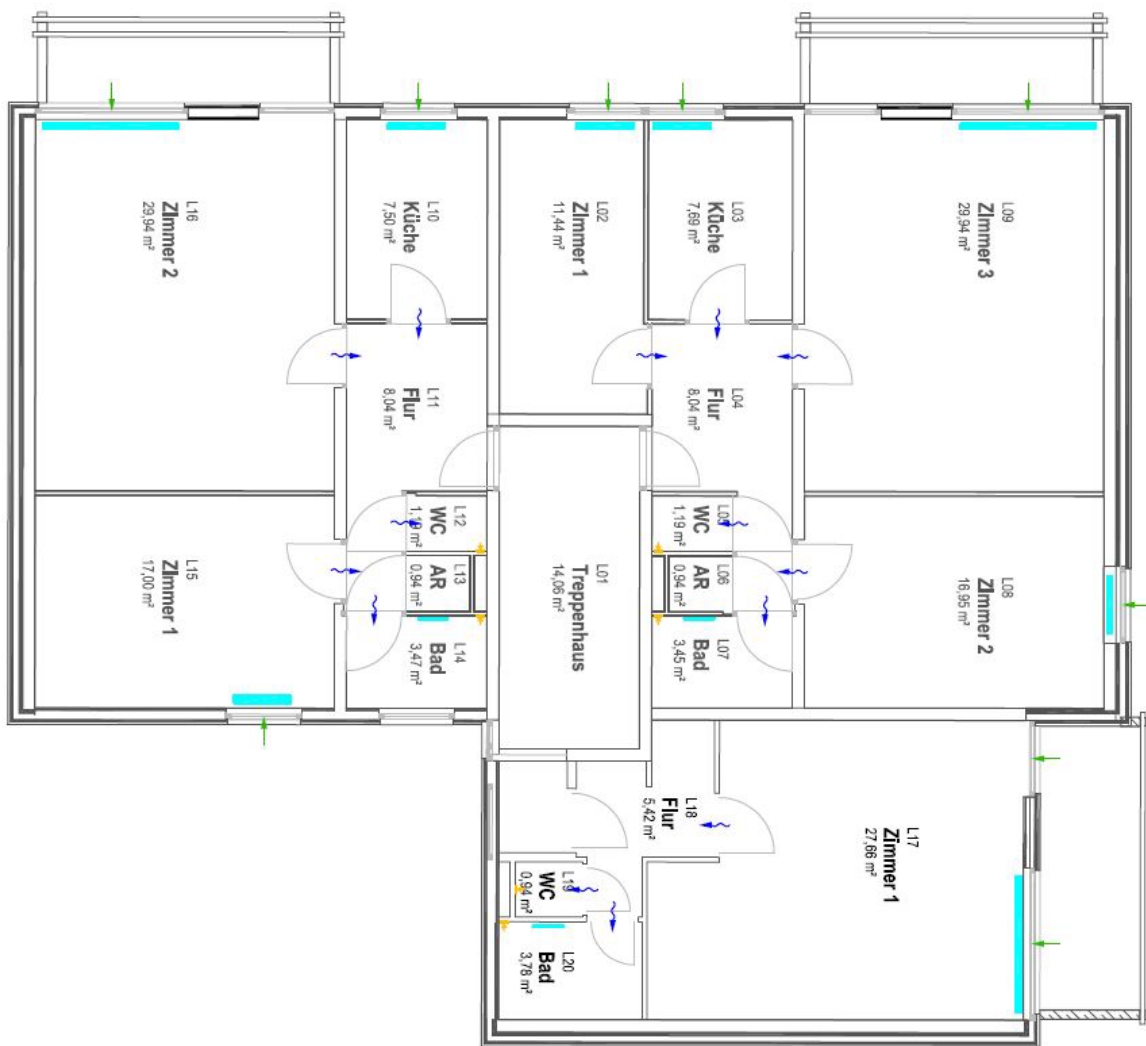 L16
ZImmer 2
29,94 m²
L10
Küche
7,50 m²
L02
ZImmer 1
11,44 m²
L03
Küche
7,69 m²
L09
ZImmer 3
29,94 m²
L11
Flur
8,04 m²
L04
Flur
8,04 m²
L12
WC
1,19 m²
L05
WC
1,19 m²
L13
AR
0,94 m²
L06
AR
0,94 m²
L15
ZImmer 1
17,00 m²
L01
Treppenhaus
14,06 m²
L08
ZImmer 2
16,95 m²
L14
Bad
3,47 m²
L07
Bad
3,45 m²
L18
Flur
5,42 m²
L17
Zimmer 1
27,66 m²
L19
WC
0,94 m²
L20
Bad
3,78 m²